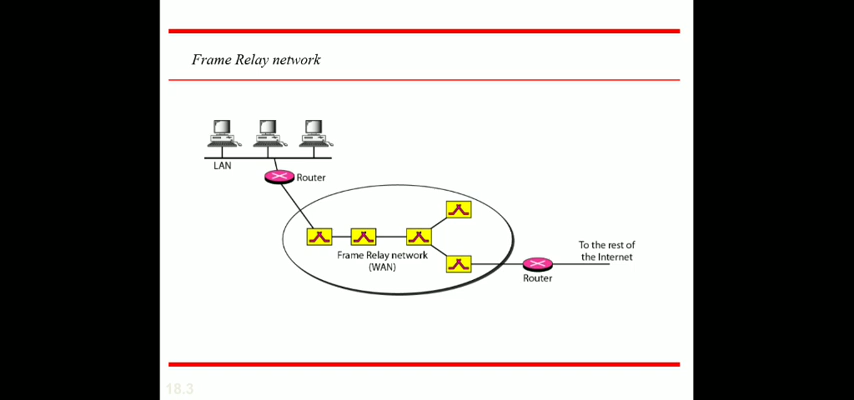 Frame Relay network
LAN
Router
Frame Relay network
(WAN)
To the rest of
the Internet
Router
18.3